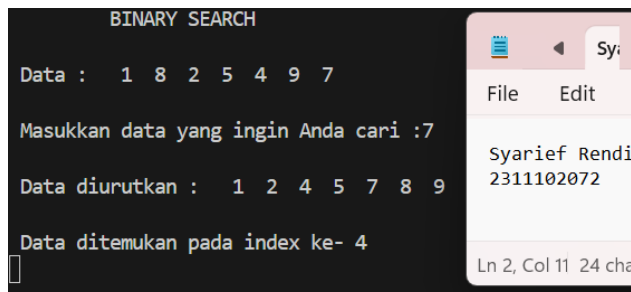 BINARY SEARCH
Data : 1 8 2 5 4 9 7
Masukkan data yang ingin Anda cari :7
Data diurutkan : 1 2 4 5 7 8 9
Data ditemukan pada index ke- 4
File Edit
Syarief Rendi
2311102072
Ln 2, Col 11 24